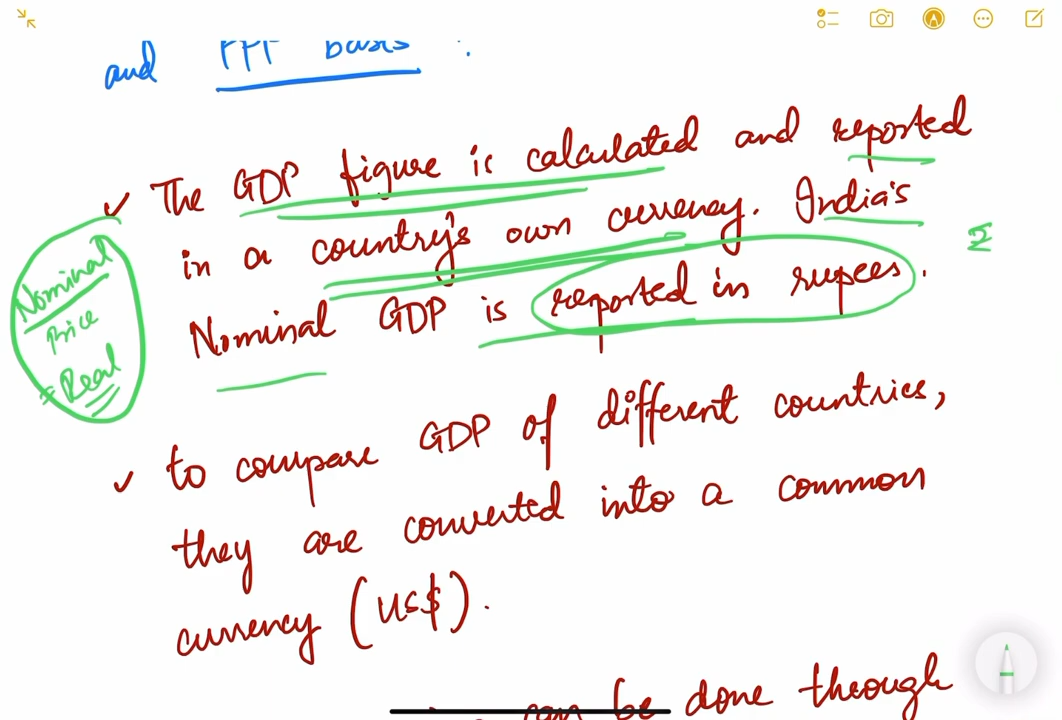 and PPP basis .
✓ The GDP figure is calculated and reported
in a country's own currency. India's
Nominal GDP is reported in rupees.
Nominal
Price
Real
✓ to compare GDP of different countries,
they are converted into a common
currency (US$).
can be done through